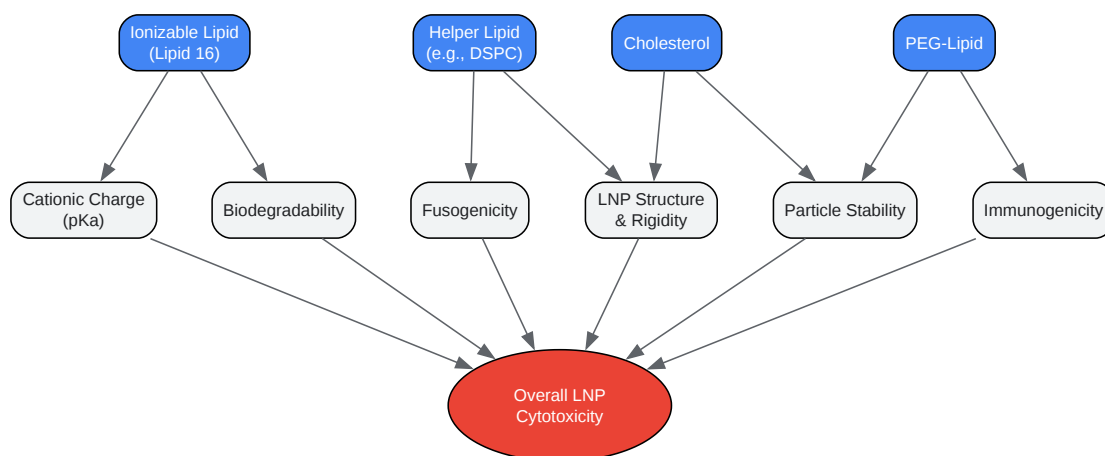 Ionizable Lipid
(Lipid 16)
Helper Lipid
(e.g., DSPC)
Cholesterol
PEG-Lipid
Cationic Charge
(pKa)
Biodegradability
Fusogenicity
LNP Structure
& Rigidity
Particle Stability
Immunogenicity
Overall LNP
Cytotoxicity